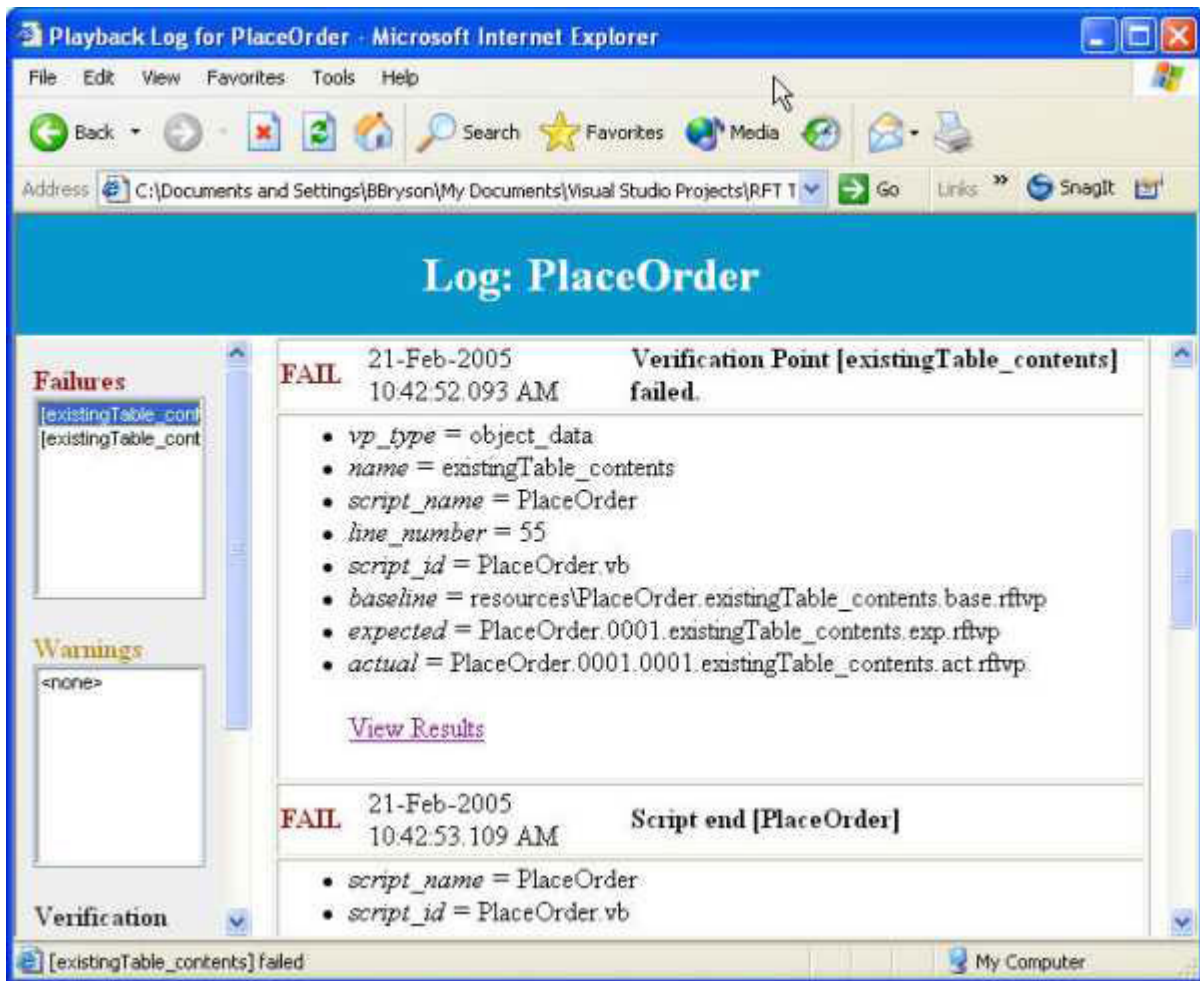 Playback Log for PlaceOrder - Microsoft Internet Explorer
File Edit View Favorites Tools Help
Back Search Favorites Media
Address C:\Documents and Settings\BBryson\My Documents\Visual Studio Projects\RFT T Go Links » SnagIt
Log: PlaceOrder
Failures
[existingTable_cont
[existingTable_cont
Warnings
<none>
Verification
FAIL 21-Feb-2005 10:42:52.093 AM Verification Point [existingTable_contents] failed.
• vp_type = object_data
• name = existingTable_contents
• script_name = PlaceOrder
• line_number = 55
• script_id = PlaceOrder.vb
• baseline = resources\PlaceOrder.existingTable_contents.base.rftvp
• expected = PlaceOrder.0001.existingTable_contents.exp.rftvp
• actual = PlaceOrder.0001.0001.existingTable_contents.act.rftvp
View Results
FAIL 21-Feb-2005 10:42:53.109 AM Script end [PlaceOrder]
• script_name = PlaceOrder
• script_id = PlaceOrder.vb
[existingTable_contents] failed My Computer